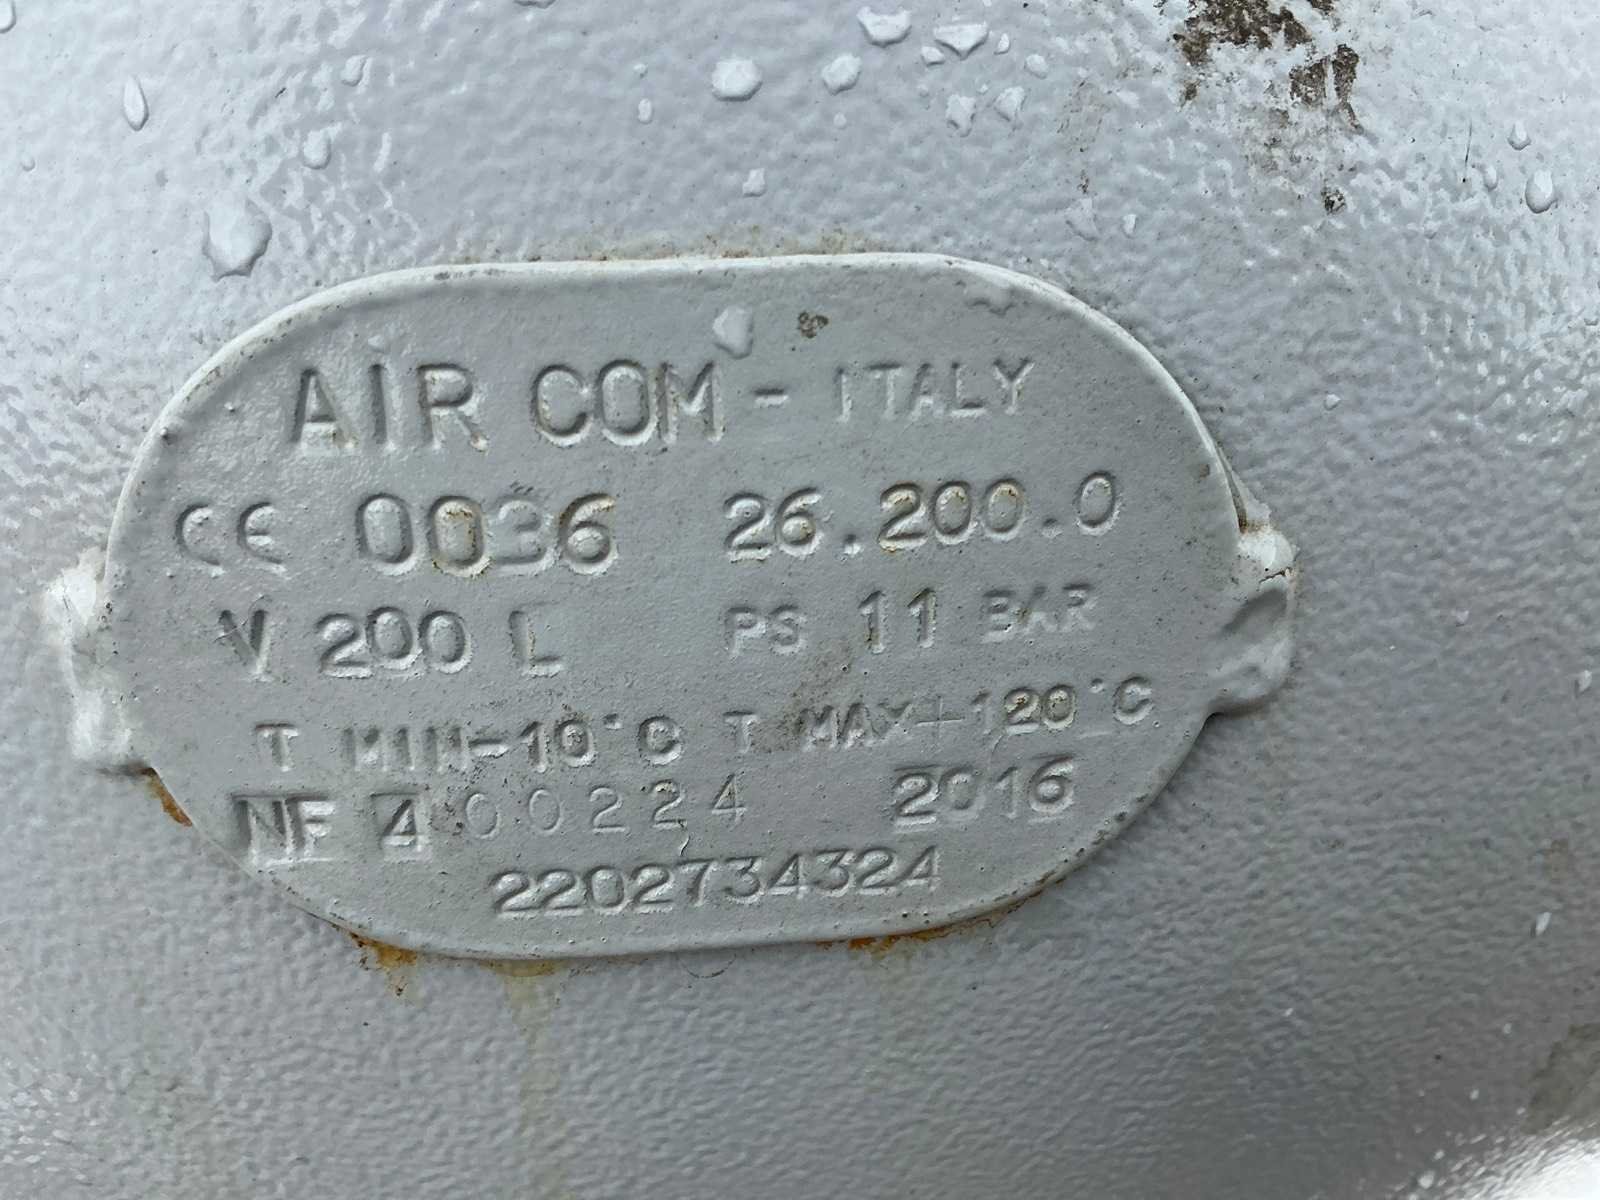 AIR COM - ITALY
CE 0036 26.200.0
V 200 L PS 11 BAR
T MIN-10°C T MAX+120°C
NF 4 00224 2016
2202734324